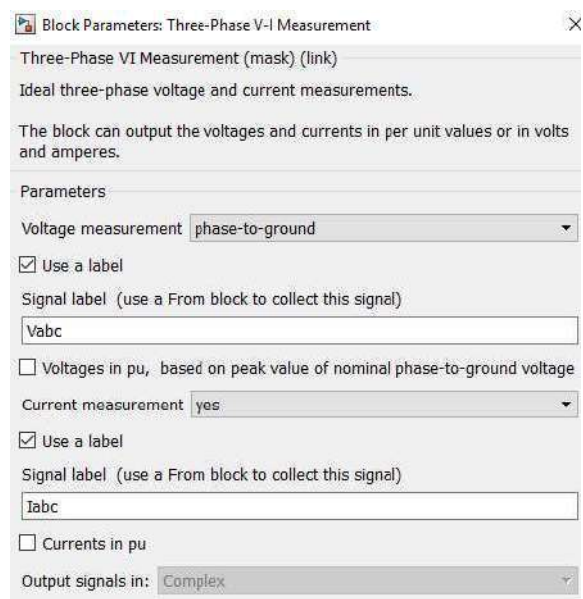 Block Parameters: Three-Phase V-I Measurement
Three-Phase VI Measurement (mask) (link)
Ideal three-phase voltage and current measurements.
The block can output the voltages and currents in per unit values or in volts
and amperes.
Parameters
Voltage measurement phase-to-ground
Use a label
Signal label (use a From block to collect this signal)
Vabc
Voltages in pu, based on peak value of nominal phase-to-ground voltage
Current measurement yes
Use a label
Signal label (use a From block to collect this signal)
Iabc
Currents in pu
Output signals in: Complex